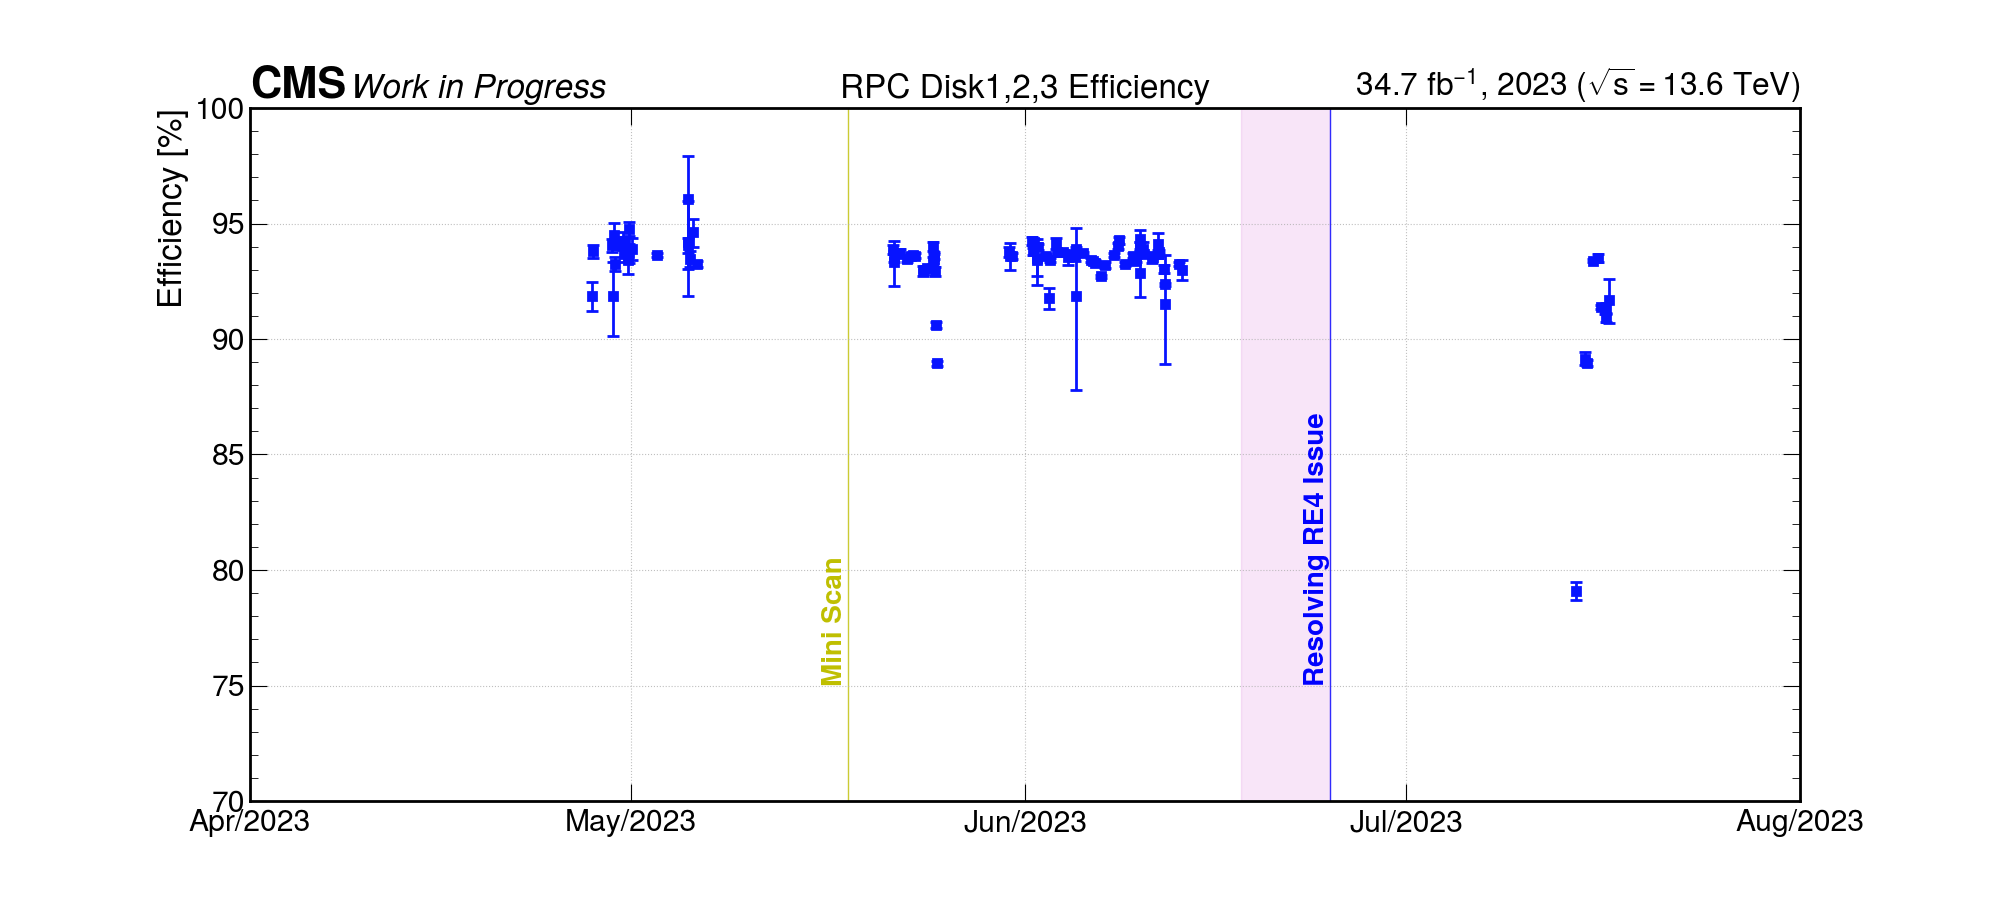 CMS Work in Progress
RPC Disk1,2,3 Efficiency
34.7 fb⁻¹, 2023 (√s = 13.6 TeV)
Efficiency [%]
100
95
90
85
80
75
70
Mini Scan
Resolving RE4 Issue
Apr/2023
May/2023
Jun/2023
Jul/2023
Aug/2023